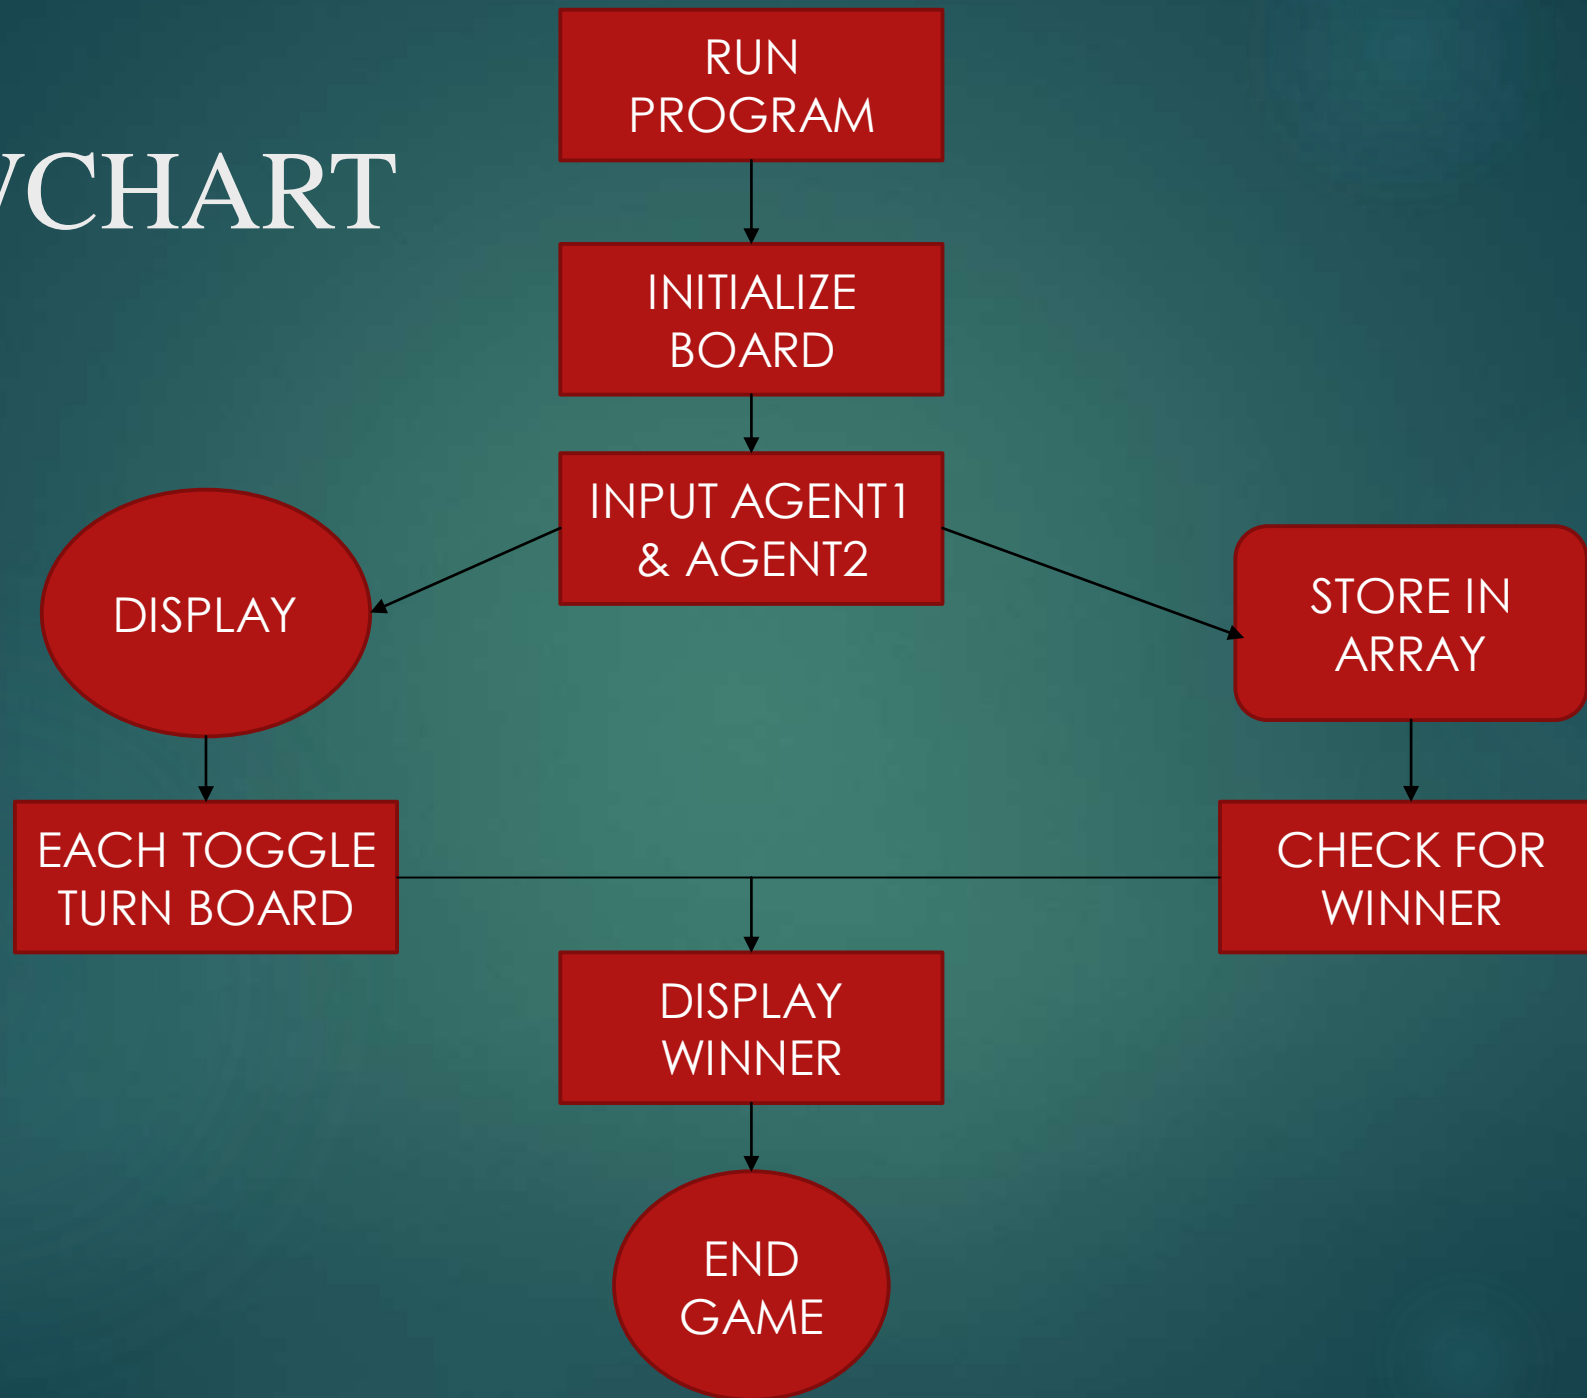 RUN
PROGRAM
VCHART
INITIALIZE
BOARD
INPUT AGENT1
& AGENT2
DISPLAY
STORE IN
ARRAY
EACH TOGGLE
TURN BOARD
CHECK FOR
WINNER
DISPLAY
WINNER
END
GAME